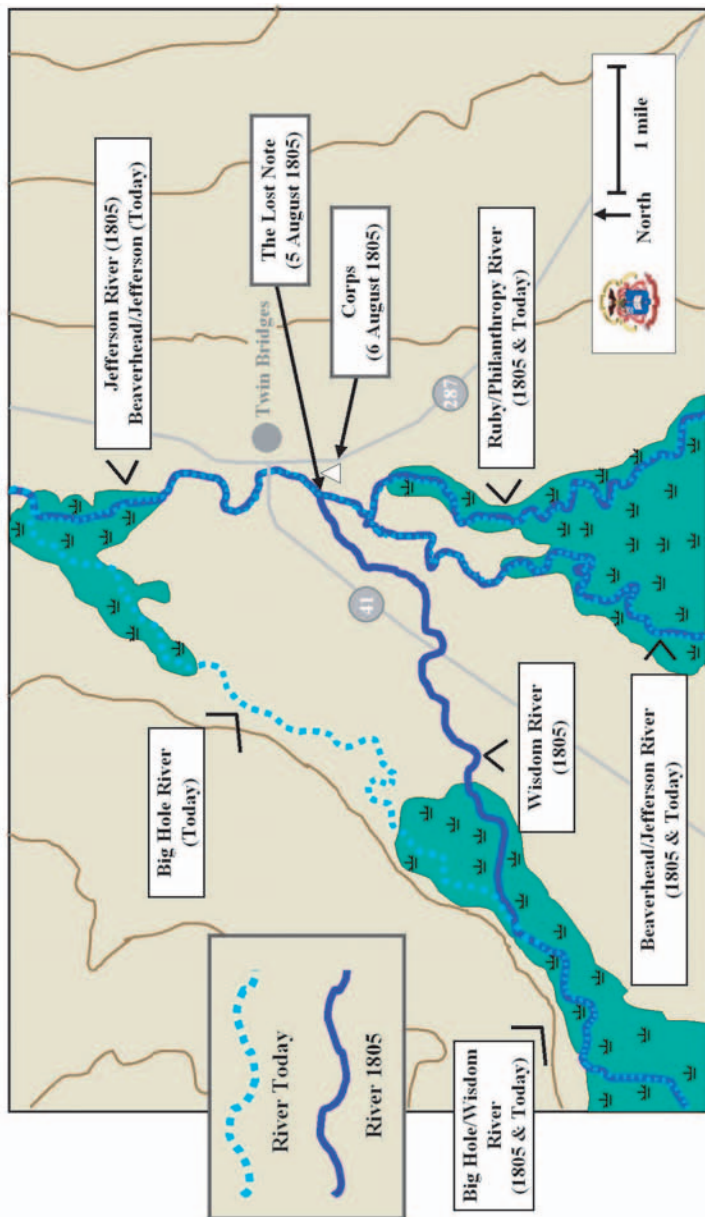 Jefferson River (1805)
Beaverhead/Jefferson (Today)
The Lost Note
(5 August 1805)
Twin Bridges
Corps
(6 August 1805)
Big Hole River
(Today)
41
287
Ruby/Philanthropy River
(1805 & Today)
River Today
River 1805
Wisdom River
(1805)
Big Hole/Wisdom
River
(1805 & Today)
Beaverhead/Jefferson River
(1805 & Today)
North
1 mile